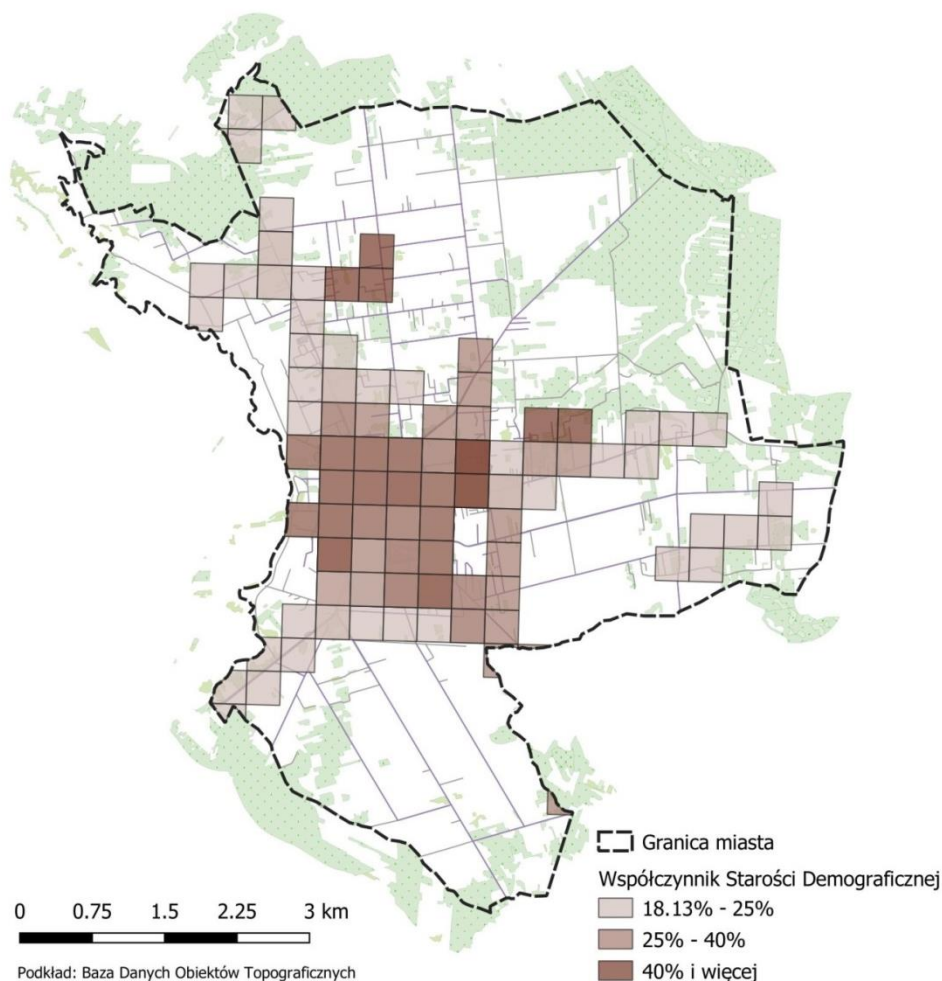 Granica miasta
Współczynnik Starości Demograficznej
18.13% - 25%
25% - 40%
40% i więcej
0 0.75 1.5 2.25 3 km
Podkład: Baza Danych Obiektów Topograficznych